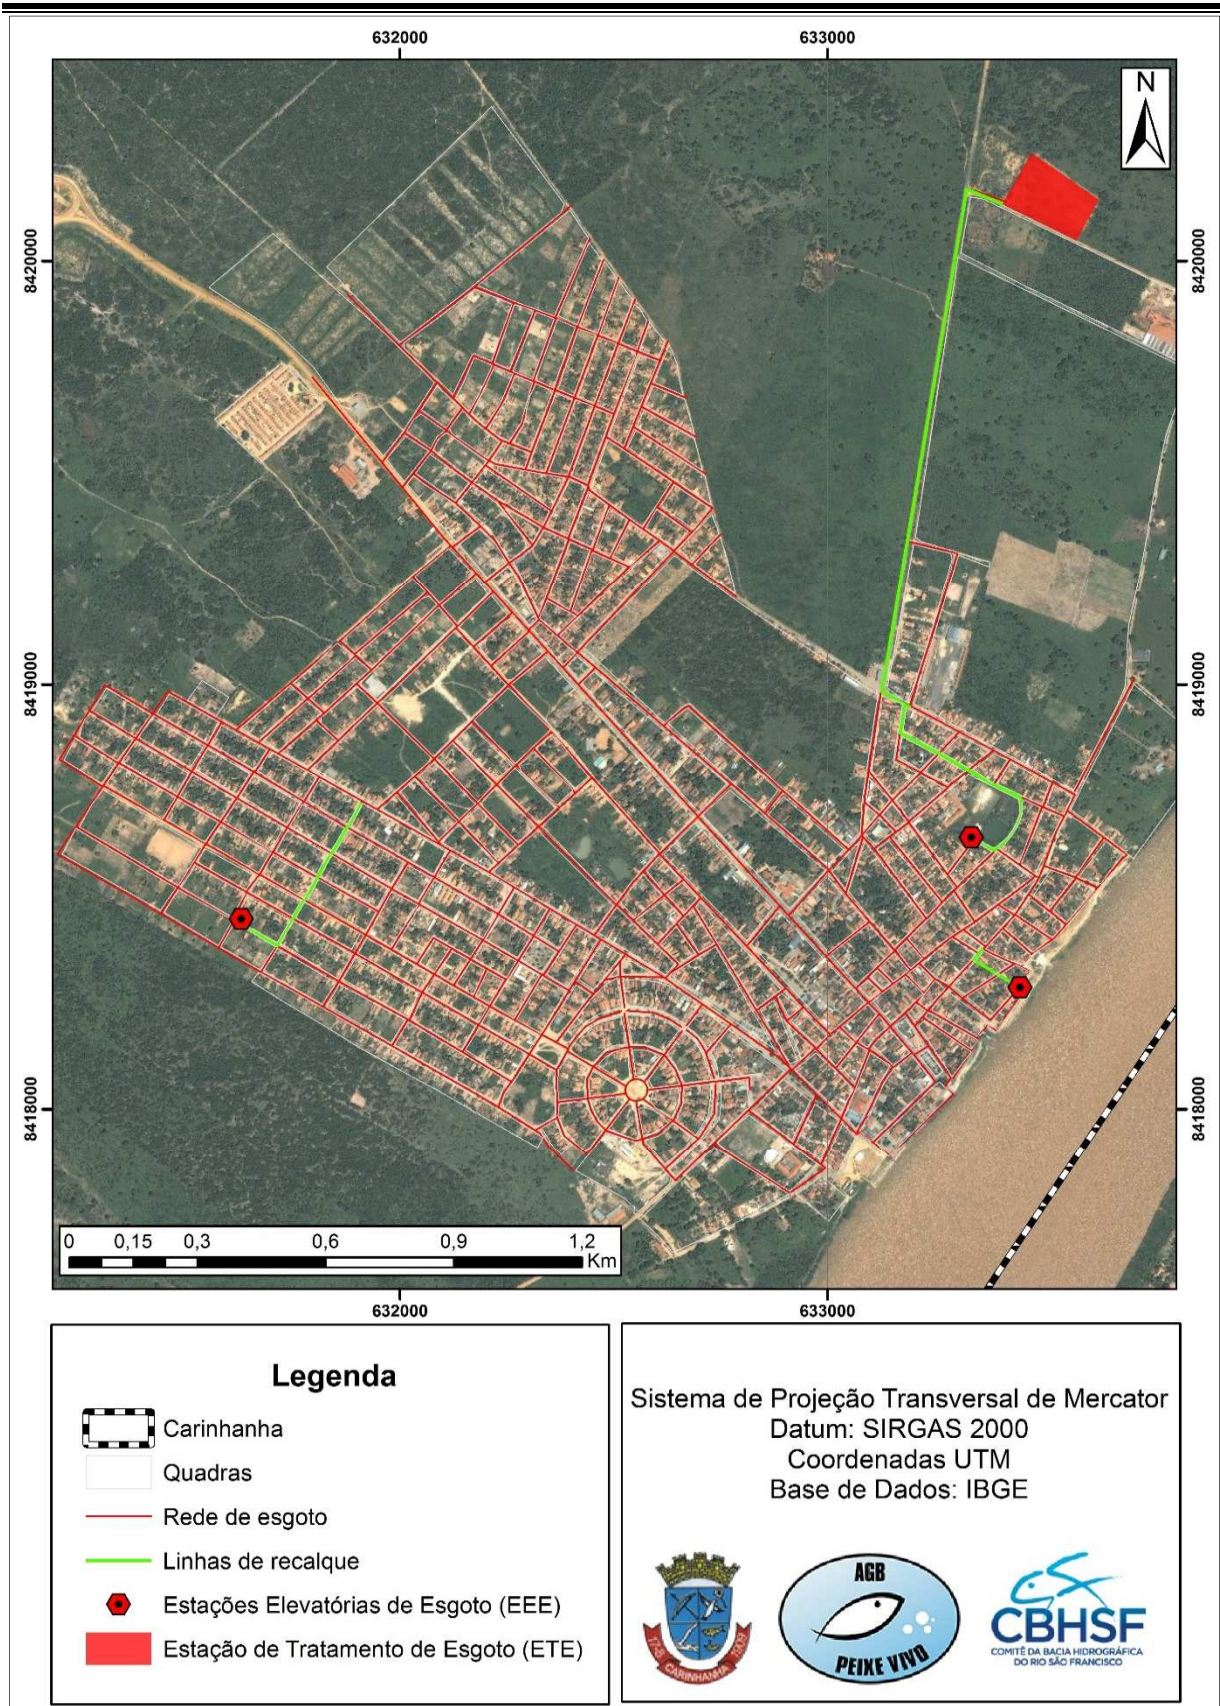 632000
633000
N
8420000
8420000
8419000
8419000
8418000
8418000
0 0,15 0,3 0,6 0,9 1,2
Km
632000
633000
Legenda
Carinhanha
Quadras
Rede de esgoto
Linhas de recalque
Estações Elevatórias de Esgoto (EEE)
Estação de Tratamento de Esgoto (ETE)
Sistema de Projeção Transversal de Mercator
Datum: SIRGAS 2000
Coordenadas UTM
Base de Dados: IBGE
CARINHANHA
1909
AGB
PEIXE VIVO
CBHSF
COMITÊ DA BACIA HIDROGRÁFICA
DO RIO SÃO FRANCISCO